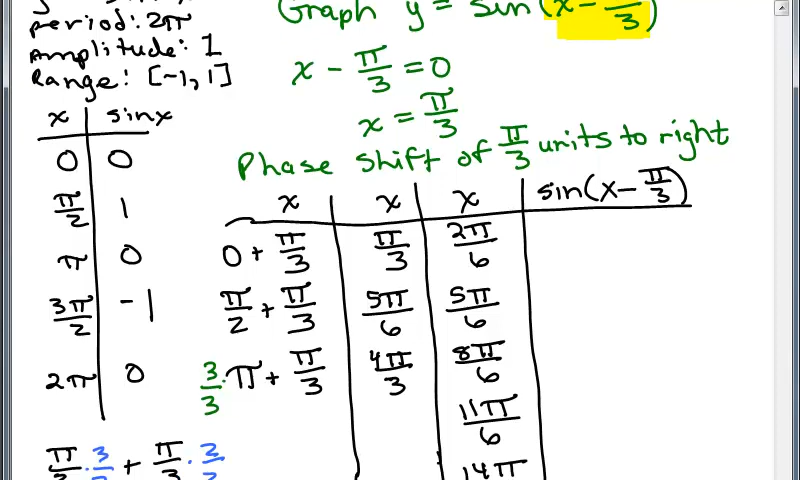 Graph y = sin(x - π/3)
period: 2π
Amplitude: 1
Range: [-1, 1]
x - π/3 = 0
x = π/3
Phase shift of π/3 units to right
x | sinx
0 | 0
π/2 | 1
π | 0
3π/2 | -1
2π | 0
x | x | x | sin(x - π/3)
0 + π/3 | π/3 | 2π/6
π/2 + π/3 | 5π/6 | 5π/6
3/3 · π + π/3 | 4π/3 | 8π/6
11π/6
14π